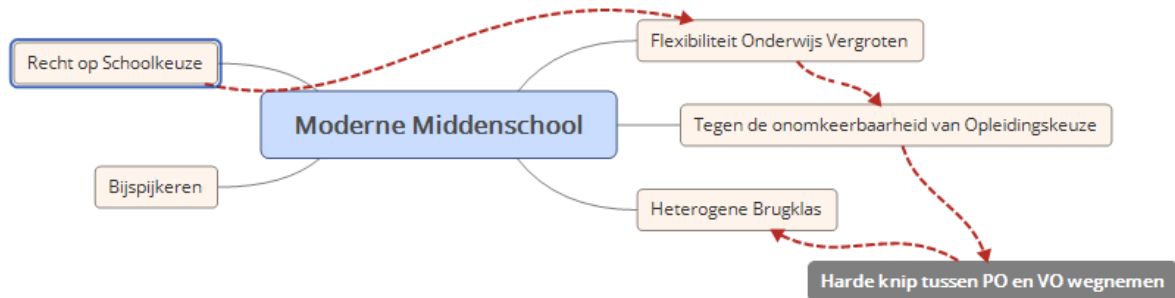 Flexibiliteit Onderwijs Vergroten
Recht op Schoolkeuze
Moderne Middenschool
Tegen de onomkeerbaarheid van Opleidingskeuze
Bijspijkeren
Heterogene Brugklas
Harde knip tussen PO en VO wegnemen